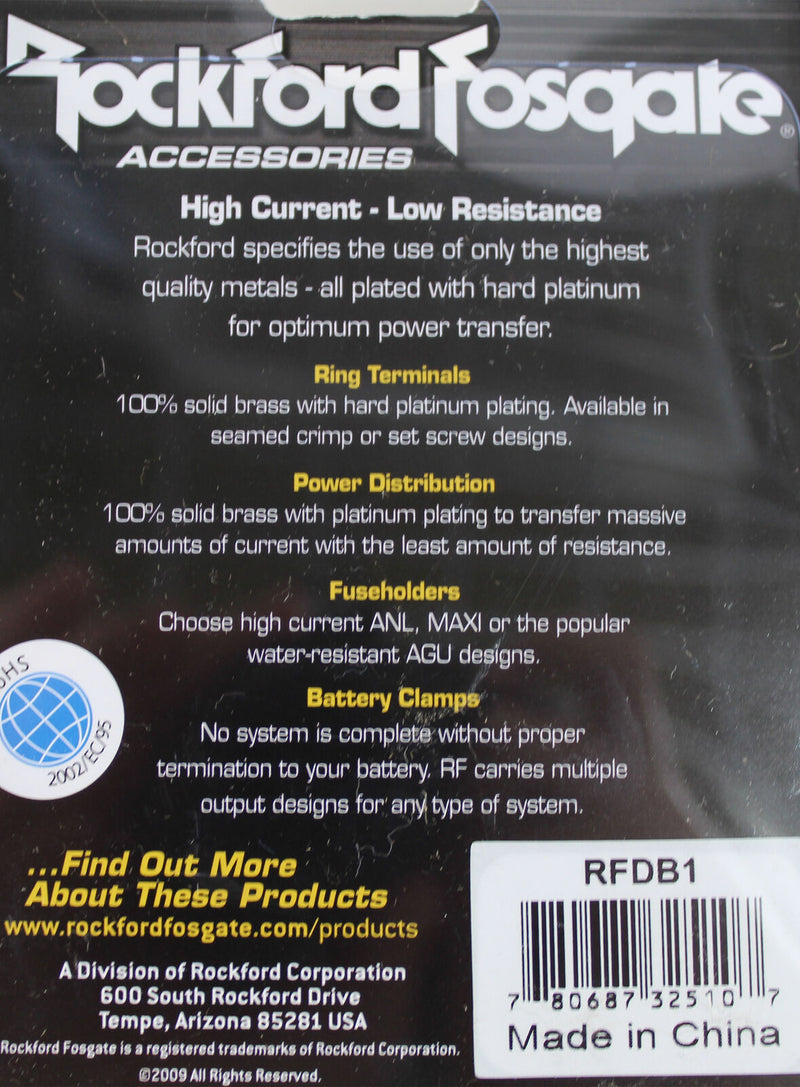 Rockford Fosgate®
ACCESSORIES
High Current - Low Resistance
Rockford specifies the use of only the highest
quality metals - all plated with hard platinum
for optimum power transfer.
Ring Terminals
100% solid brass with hard platinum plating. Available in
seamed crimp or set screw designs.
Power Distribution
100% solid brass with platinum plating to transfer massive
amounts of current with the least amount of resistance.
Fuseholders
Choose high current ANL, MAXI or the popular
water-resistant AGU designs.
Battery Clamps
No system is complete without proper
termination to your battery. RF carries multiple
output designs for any type of system.
OHS
2002/EC/95
...Find Out More
About These Products
www.rockfordfosgate.com/products
A Division of Rockford Corporation
600 South Rockford Drive
Tempe, Arizona 85281 USA
Rockford Fosgate is a registered trademarks of Rockford Corporation.
©2009 All Rights Reserved.
RFDB1
7 80687 32510 7
Made in China